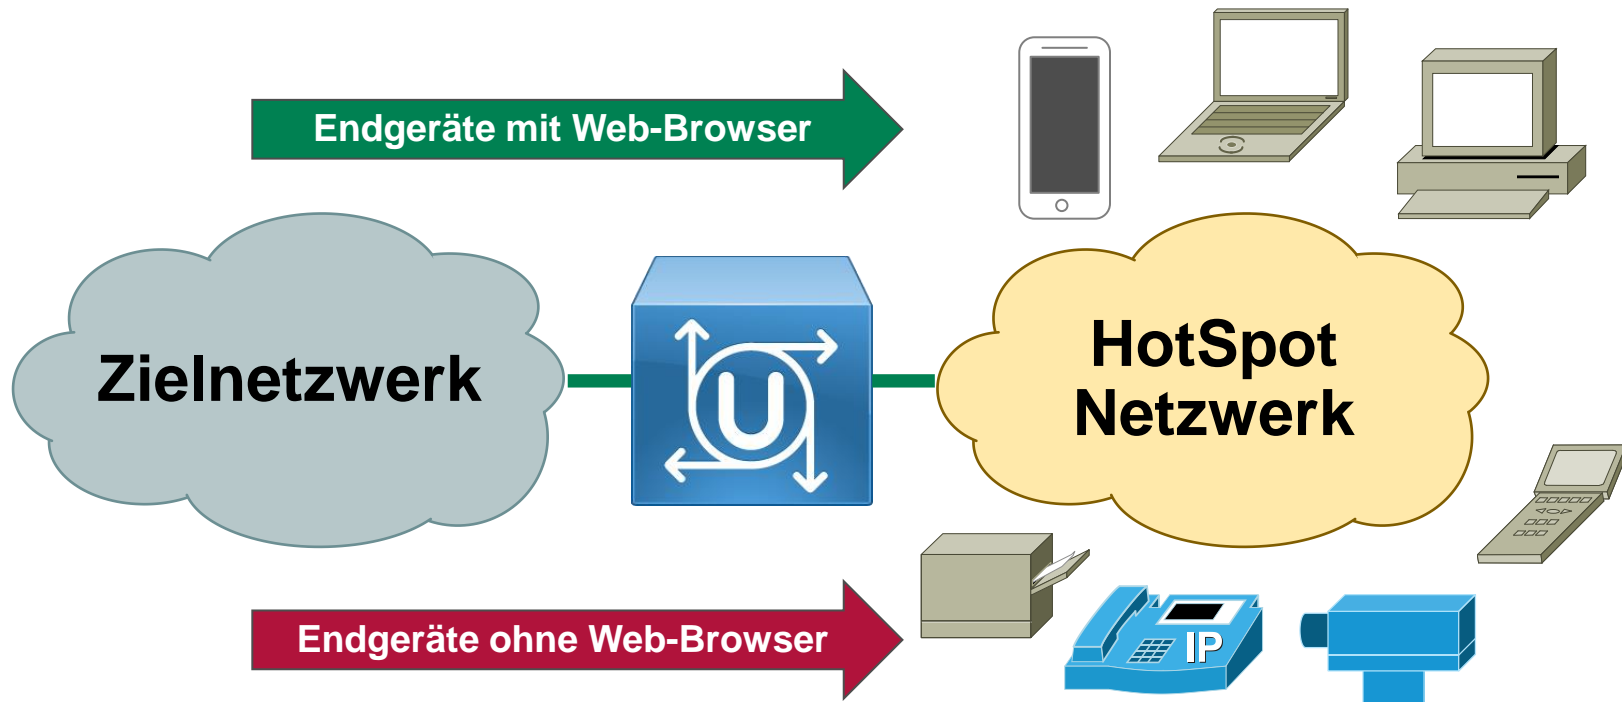 Endgeräte mit Web-Browser
Zielnetzwerk
U
HotSpot
Netzwerk
Endgeräte ohne Web-Browser
IP